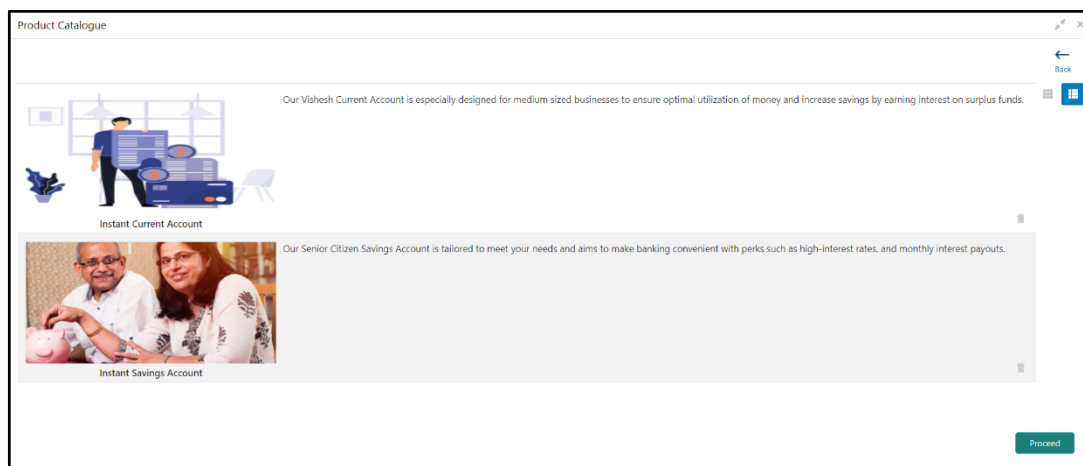 Product Catalogue
Back
Our Vishesh Current Account is especially designed for medium sized businesses to ensure optimal utilization of money and increase savings by earning interest on surplus funds.
Instant Current Account
Our Senior Citizen Savings Account is tailored to meet your needs and aims to make banking convenient with perks such as high-interest rates, and monthly interest payouts.
Instant Savings Account
Proceed